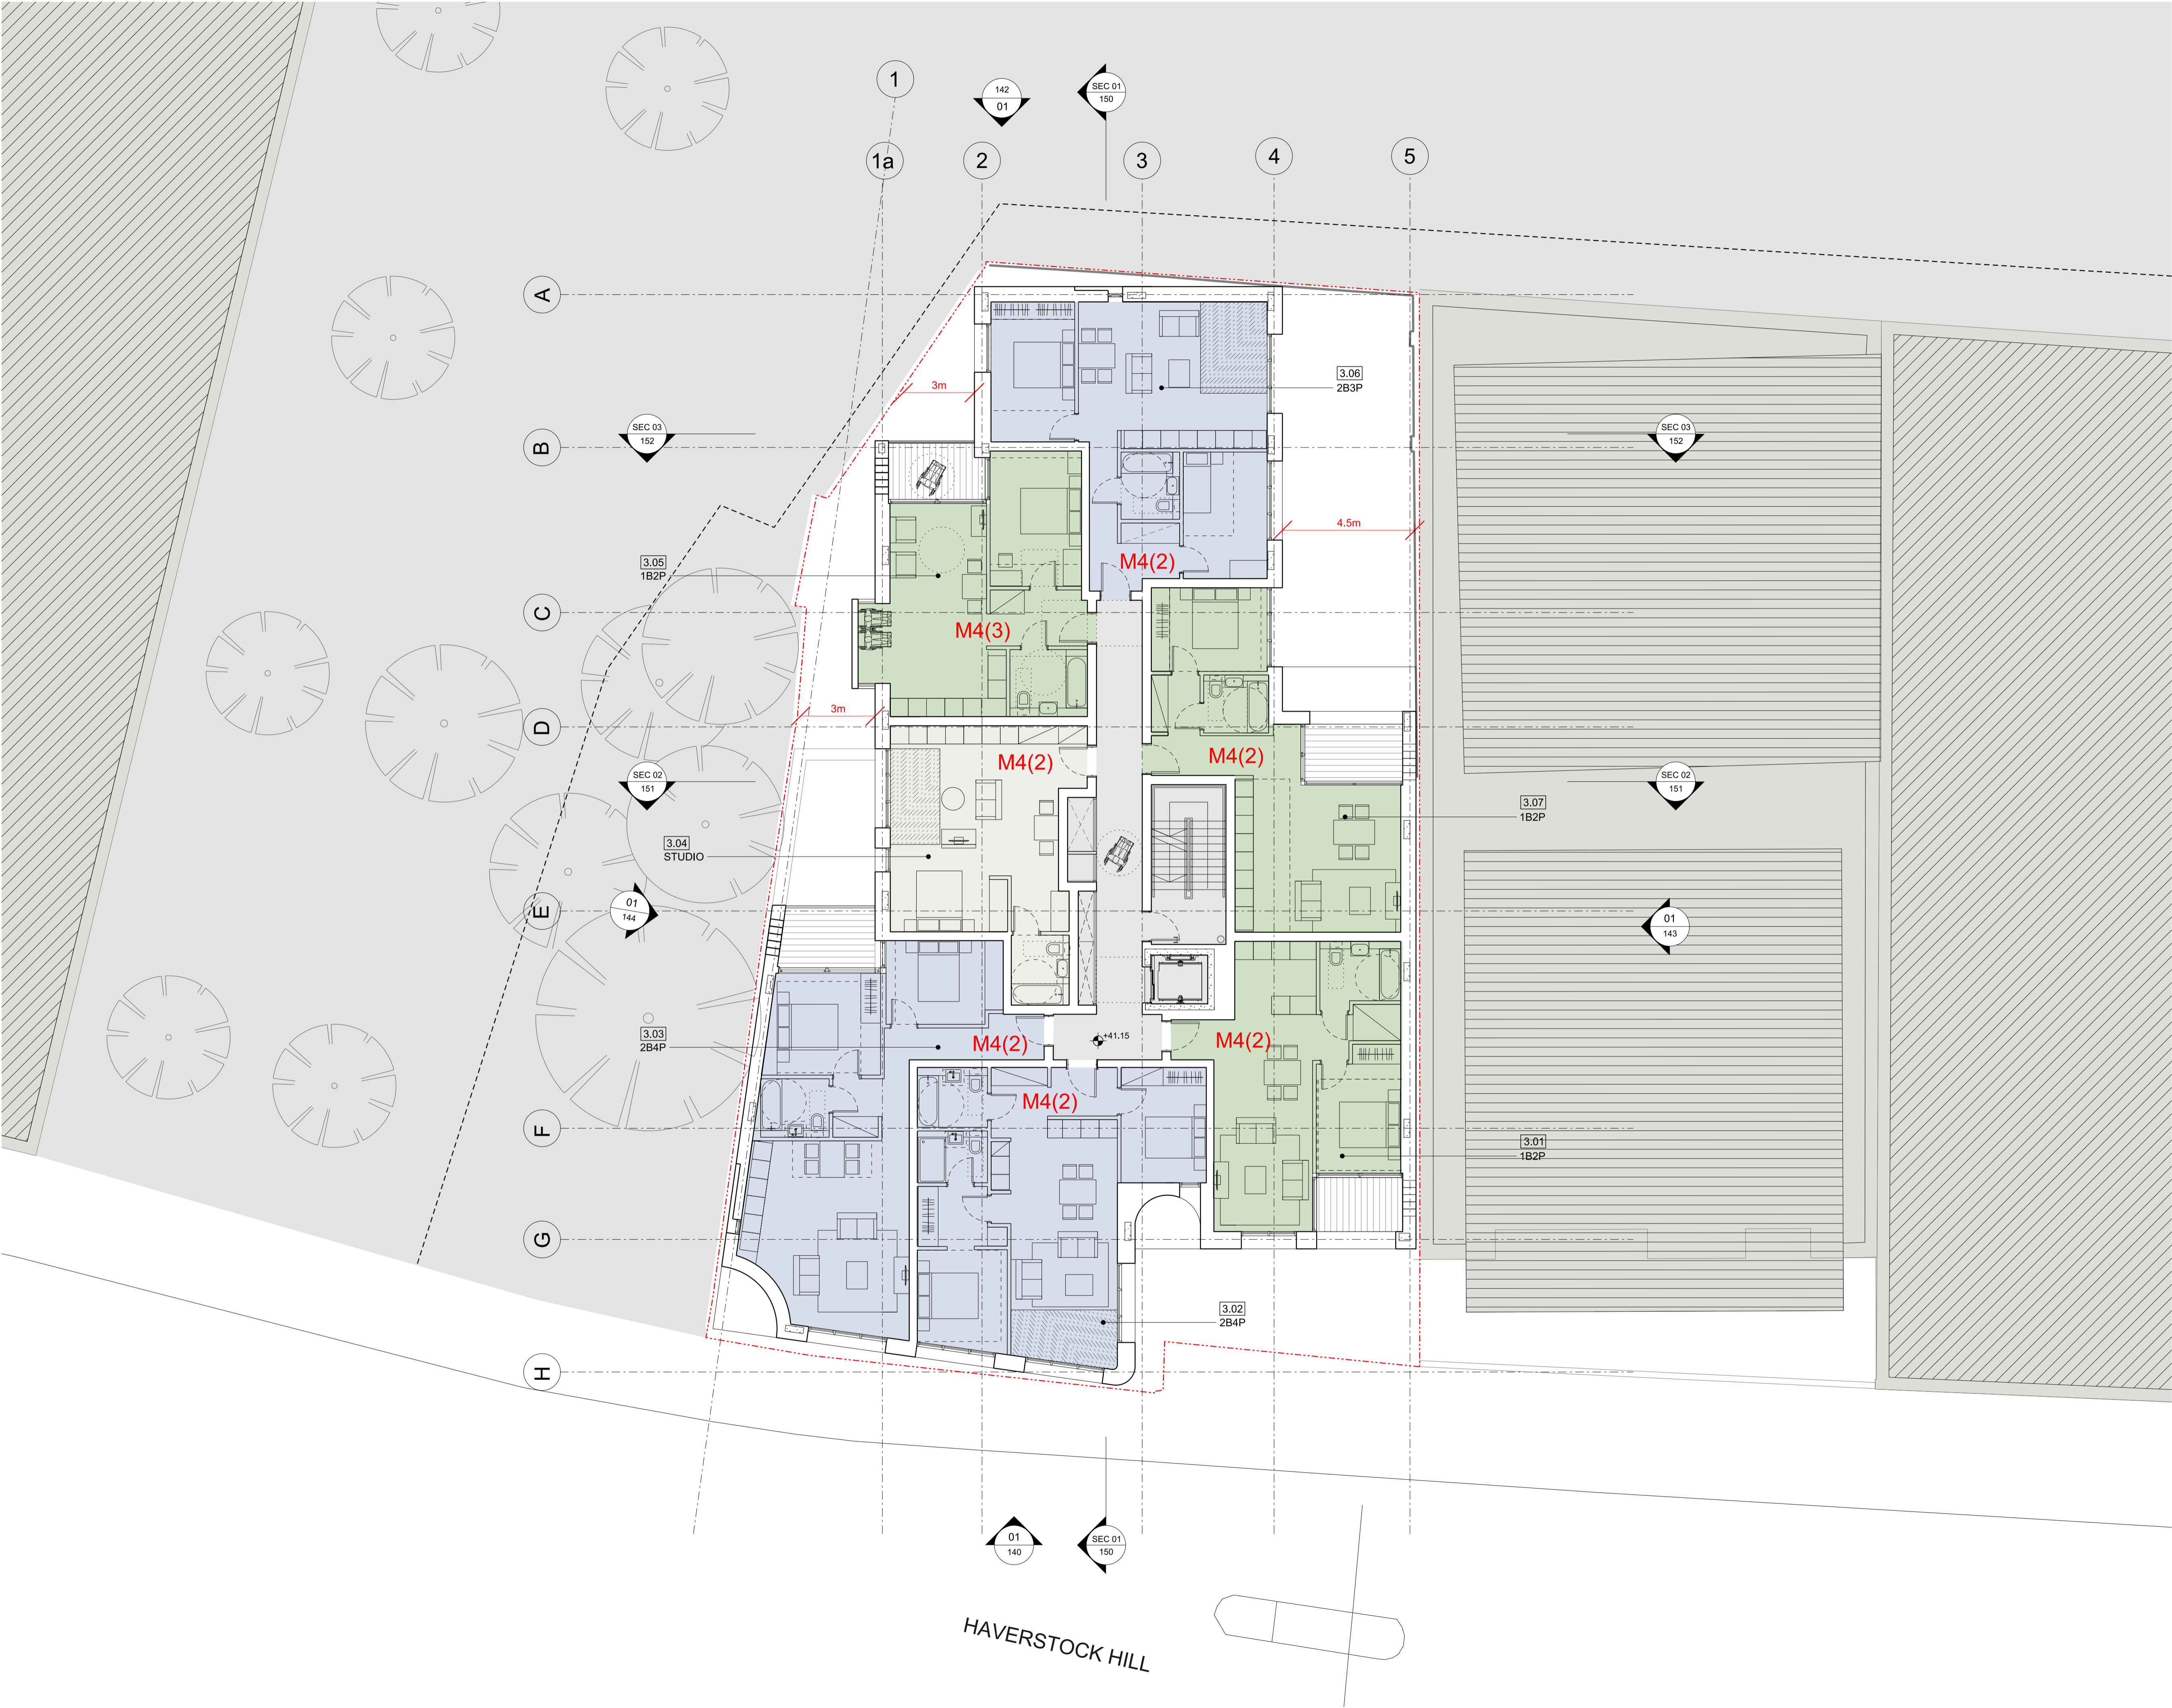 1
142
01
SEC 01
150
1a
2
3
4
5
A
3m
3.06
2B3P
SEC 03
152
B
SEC 03
152
4.5m
3.05
1B2P
M4(2)
C
M4(3)
3m
D
M4(2)
M4(2)
SEC 02
151
SEC 02
151
3.07
1B2P
3.04
STUDIO
01
144
E
01
143
3.03
2B4P
M4(2)
+41.15
M4(2)
M4(2)
F
3.01
1B2P
G
3.02
2B4P
H
01
140
SEC 01
150
HAVERSTOCK HILL